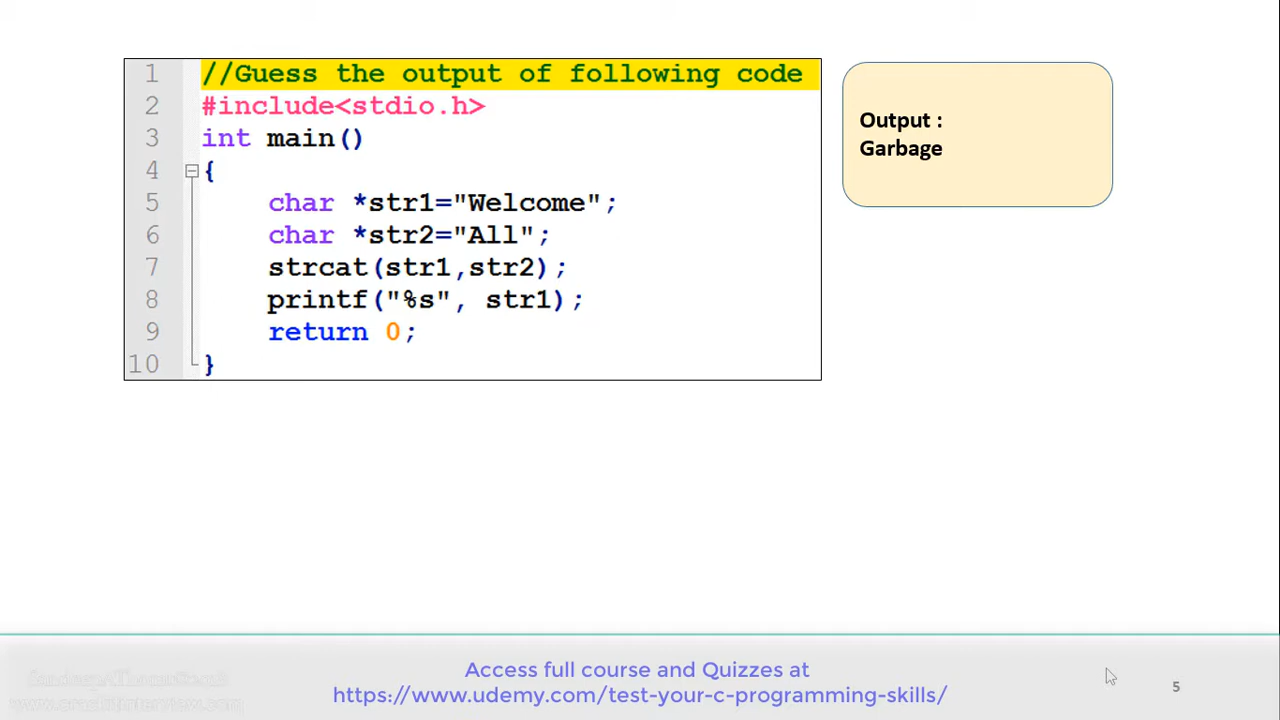 1 //Guess the output of following code
2 #include<stdio.h>
3 int main()
4 {
5 char *str1="Welcome";
6 char *str2="All";
7 strcat(str1,str2);
8 printf("%s", str1);
9 return 0;
10 }
Output :
Garbage
Access full course and Quizzes at
https://www.udemy.com/test-your-c-programming-skills/
5